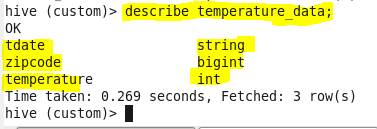 hive (custom)> describe temperature_data;
OK
tdate string
zipcode bigint
temperature int
Time taken: 0.269 seconds, Fetched: 3 row(s)
hive (custom)>